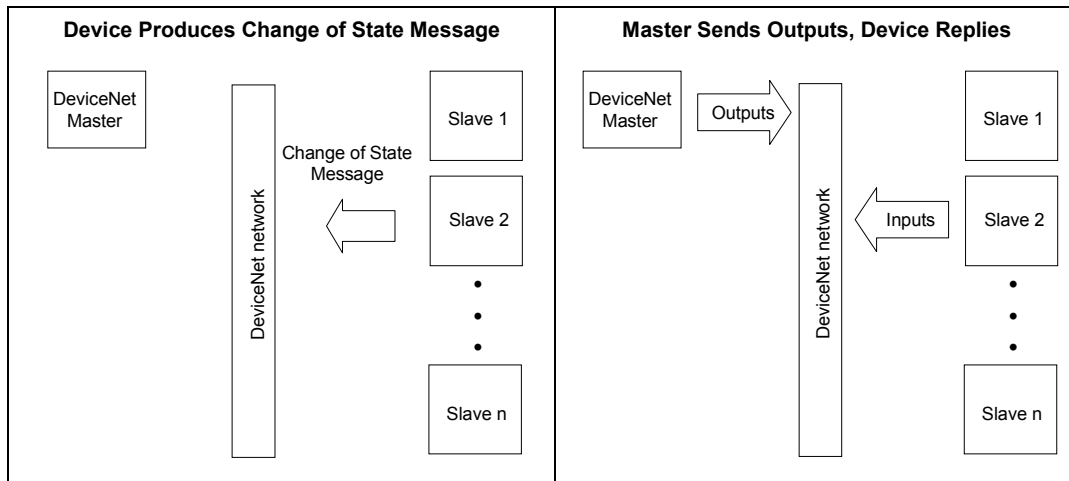 Device Produces Change of State Message
DeviceNet
Master
DeviceNet network
Change of State
Message
Slave 1
Slave 2
Slave n
Master Sends Outputs, Device Replies
DeviceNet
Master
Outputs
DeviceNet network
Inputs
Slave 1
Slave 2
Slave n